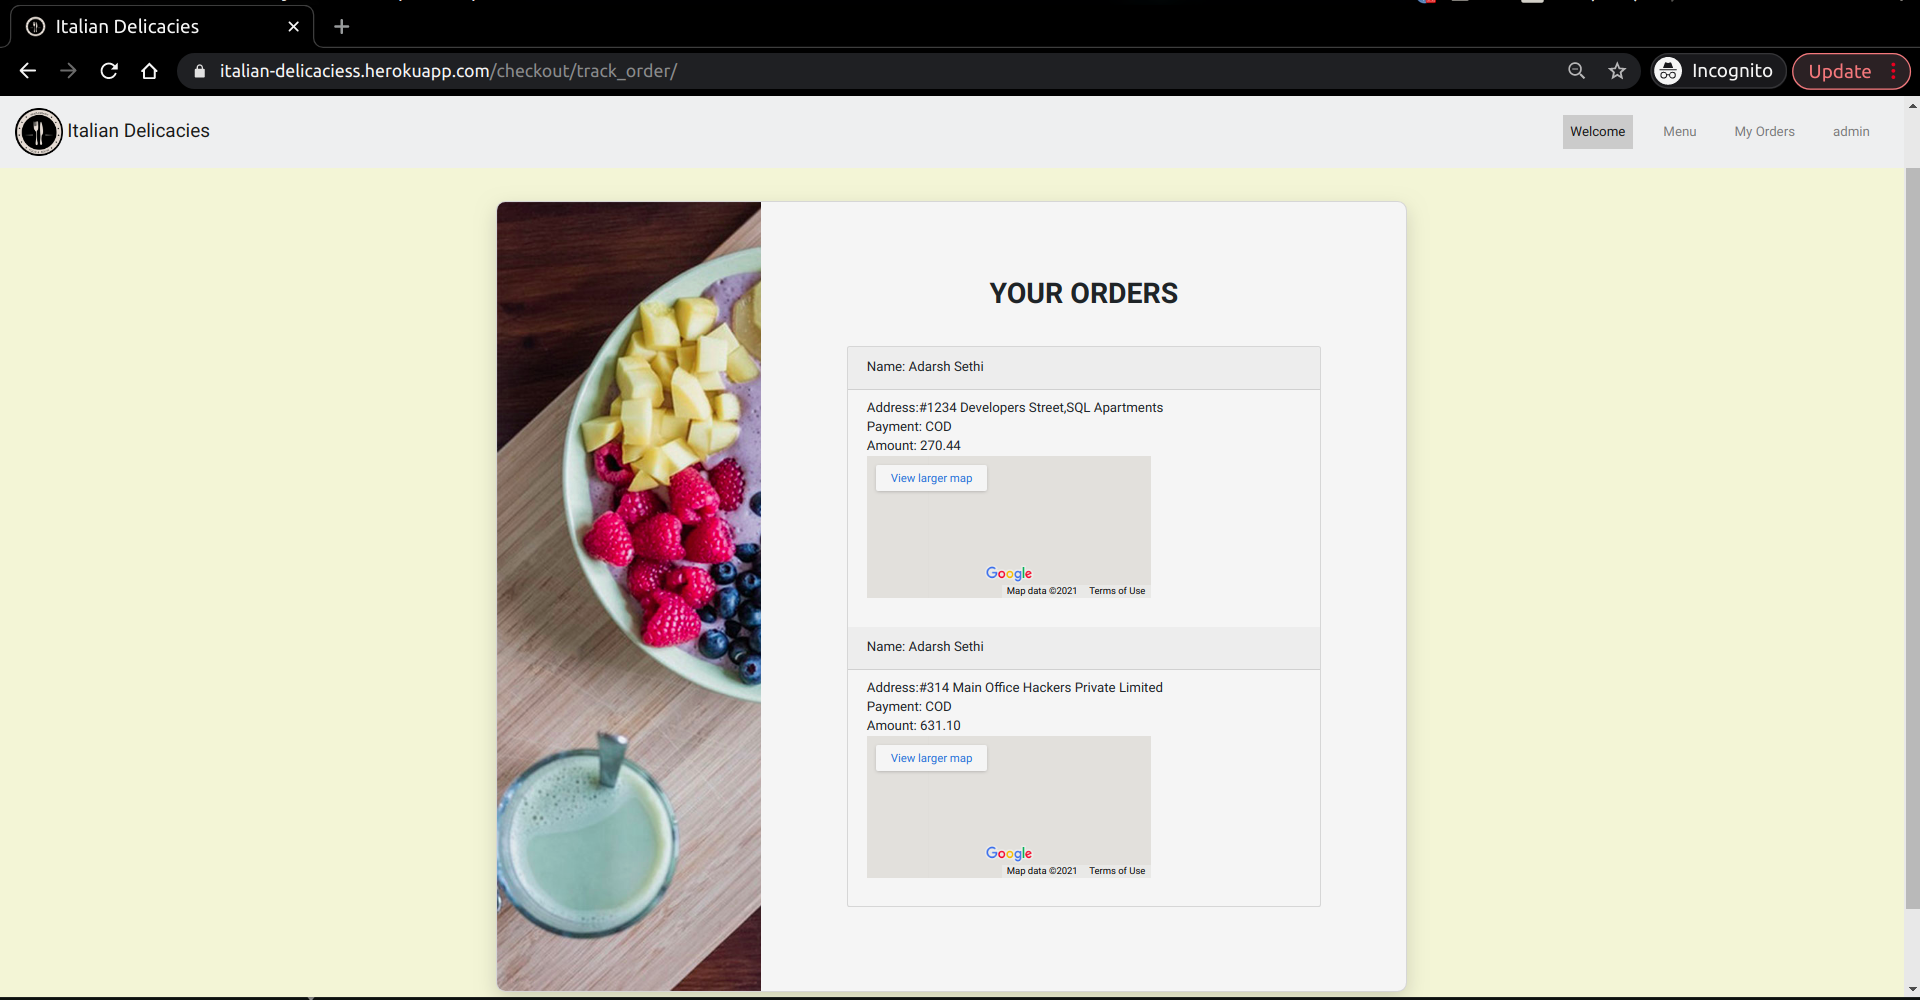 Italian Delicacies
italian-delicaciess.herokuapp.com/checkout/track_order/
Incognito
Update
Italian Delicacies
Welcome
Menu
My Orders
admin
YOUR ORDERS
Name: Adarsh Sethi
Address:#1234 Developers Street,SQL Apartments
Payment: COD
Amount: 270.44
View larger map
Google
Map data ©2021 Terms of Use
Name: Adarsh Sethi
Address:#314 Main Office Hackers Private Limited
Payment: COD
Amount: 631.10
View larger map
Google
Map data ©2021 Terms of Use